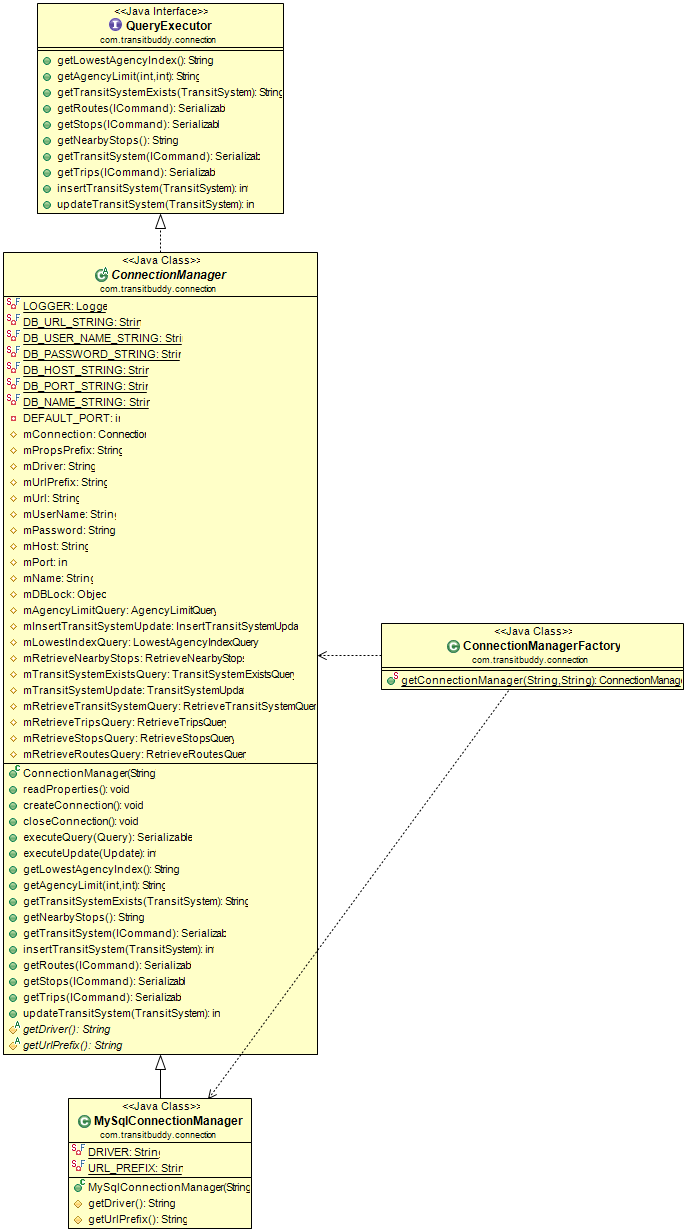 <<Java Interface>>
QueryExecutor
com.transitbuddy.connection
getLowestAgencyIndex(): String
getAgencyLimit(int,int): String
getTransitSystemExists(TransitSystem): String
getRoutes(ICommand): Serializab
getStops(ICommand): Serializabl
getNearbyStops(): String
getTransitSystem(ICommand): Serializab
getTrips(ICommand): Serializab
insertTransitSystem(TransitSystem): int
updateTransitSystem(TransitSystem): in
<<Java Class>>
ConnectionManager
com.transitbuddy.connection
LOGGER: Logge
DB_URL_STRING: Strin
DB_USER_NAME_STRING: Stri
DB_PASSWORD_STRING: Strin
DB_HOST_STRING: Strin
DB_PORT_STRING: Strin
DB_NAME_STRING: Strin
DEFAULT_PORT: in
mConnection: Connection
mPropsPrefix: String
mDriver: String
mUrlPrefix: String
mUrl: String
mUserName: String
mPassword: String
mHost: String
mPort: in
mName: String
mDBLock: Objec
mAgencyLimitQuery: AgencyLimitQuery
mInsertTransitSystemUpdate: InsertTransitSystemUpda
mLowestIndexQuery: LowestAgencyIndexQuery
mRetrieveNearbyStops: RetrieveNearbyStops
mTransitSystemExistsQuery: TransitSystemExistsQuery
mTransitSystemUpdate: TransitSystemUpdat
mRetrieveTransitSystemQuery: RetrieveTransitSystemQuer
mRetrieveTripsQuery: RetrieveTripsQuery
mRetrieveStopsQuery: RetrieveStopsQuery
mRetrieveRoutesQuery: RetrieveRoutesQuer
ConnectionManager(String
readProperties(): void
createConnection(): void
closeConnection(): void
executeQuery(Query): Serializable
executeUpdate(Update): int
getLowestAgencyIndex(): String
getAgencyLimit(int,int): String
getTransitSystemExists(TransitSystem): String
getNearbyStops(): String
getTransitSystem(ICommand): Serializab
insertTransitSystem(TransitSystem): int
getRoutes(ICommand): Serializab
getStops(ICommand): Serializabl
getTrips(ICommand): Serializab
updateTransitSystem(TransitSystem): in
getDriver(): String
getUrlPrefix(): String
<<Java Class>>
ConnectionManagerFactory
com.transitbuddy.connection
getConnectionManager(String,String): ConnectionManag
<<Java Class>>
MySqlConnectionManager
com.transitbuddy.connection
DRIVER: String
URL_PREFIX: Strin
MySqlConnectionManager(String
getDriver(): String
getUrlPrefix(): String